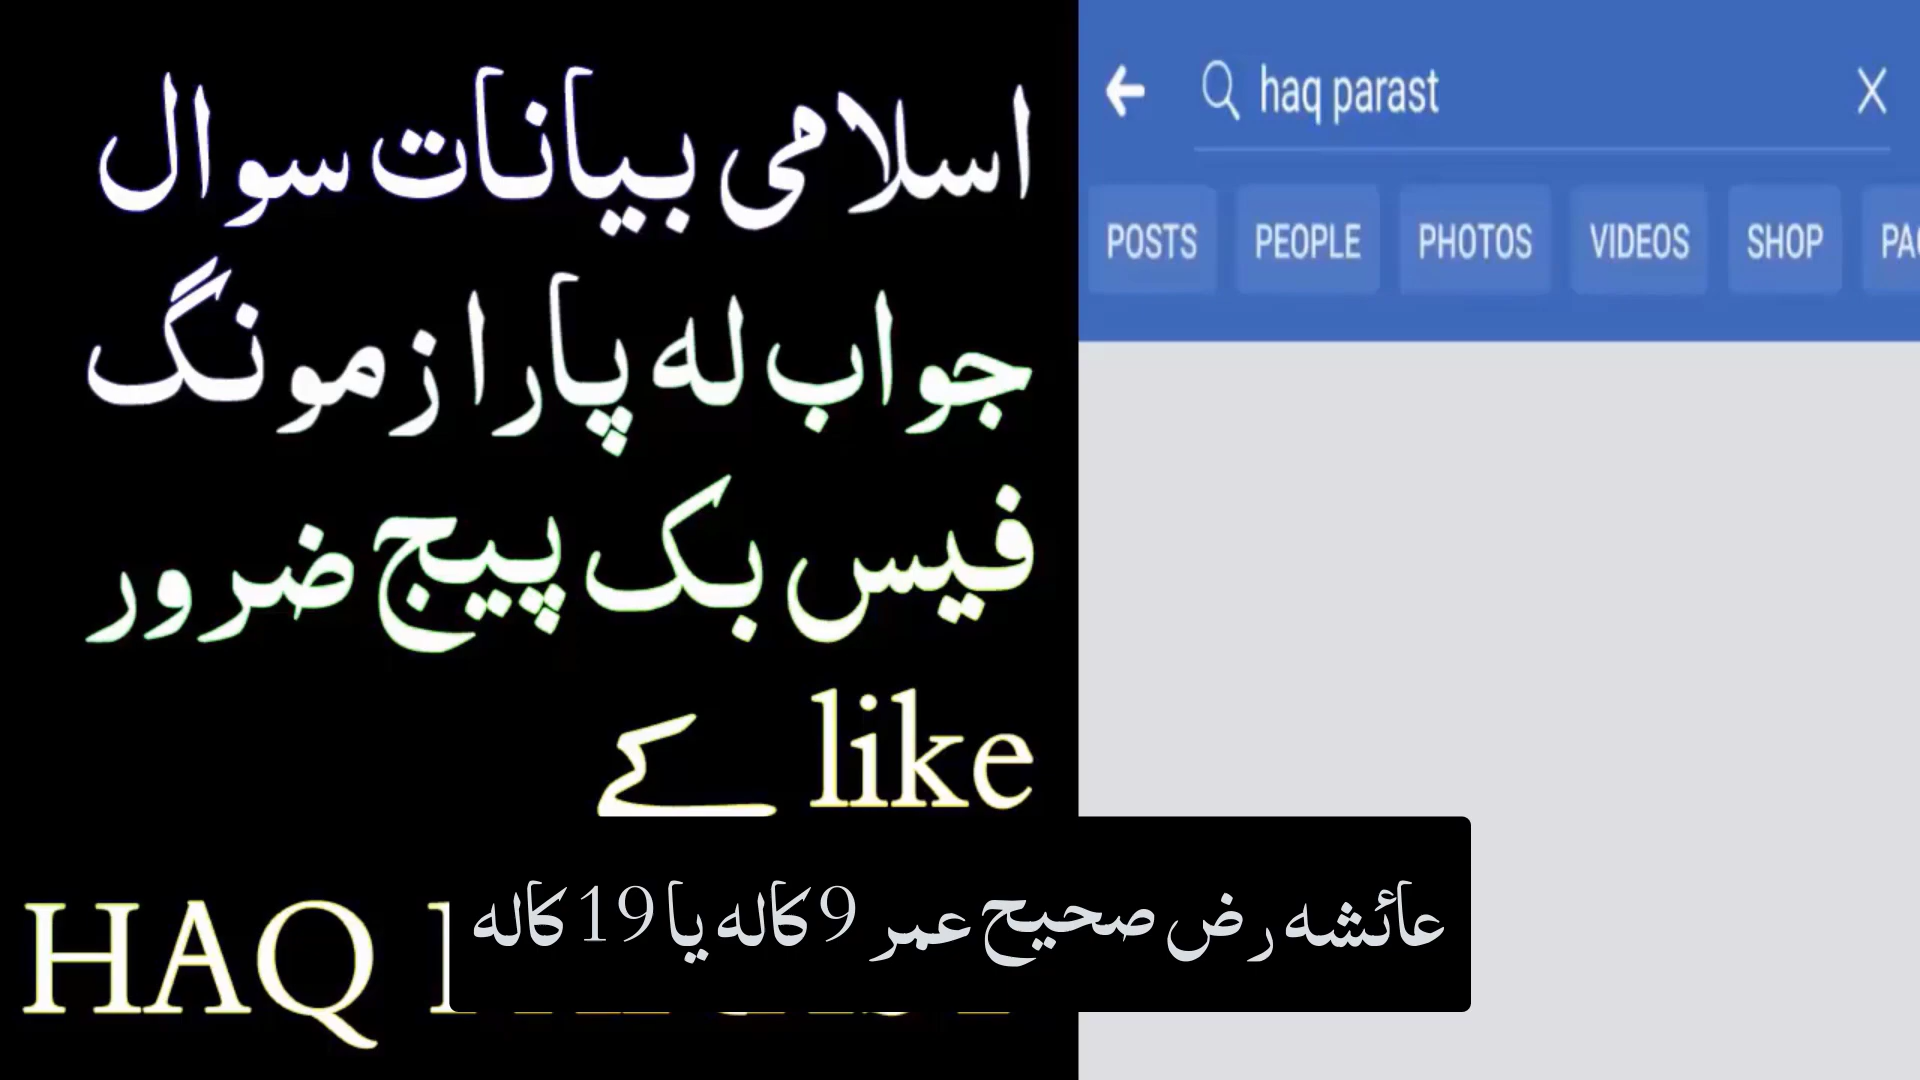 اسلامی بیانات سوال
جواب له پارا زمونگ
فیس بک پیج ضرور
like کے
HAQ
عائشه رض صحیح عمر 9 کاله یا 19 کاله
haq parast
POSTS PEOPLE PHOTOS VIDEOS SHOP